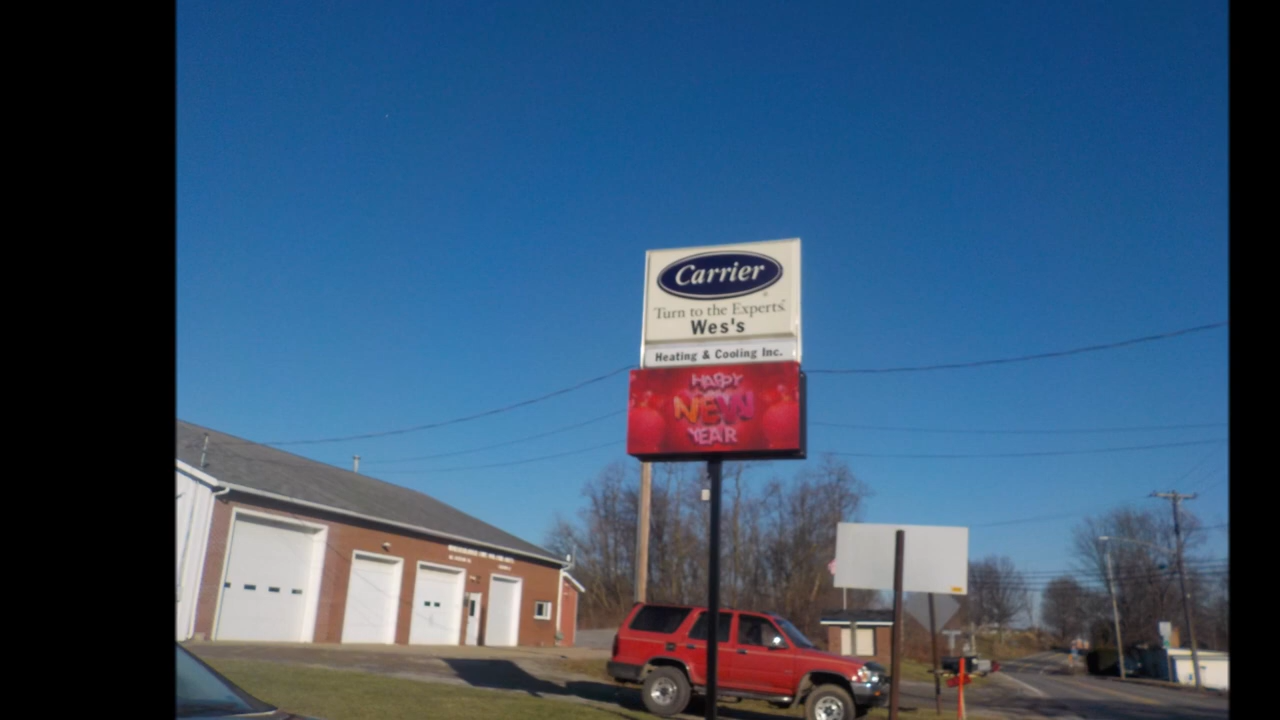 Carrier
Turn to the Experts
Wes's
Heating & Cooling Inc.
HAPPY
NEW
YEAR